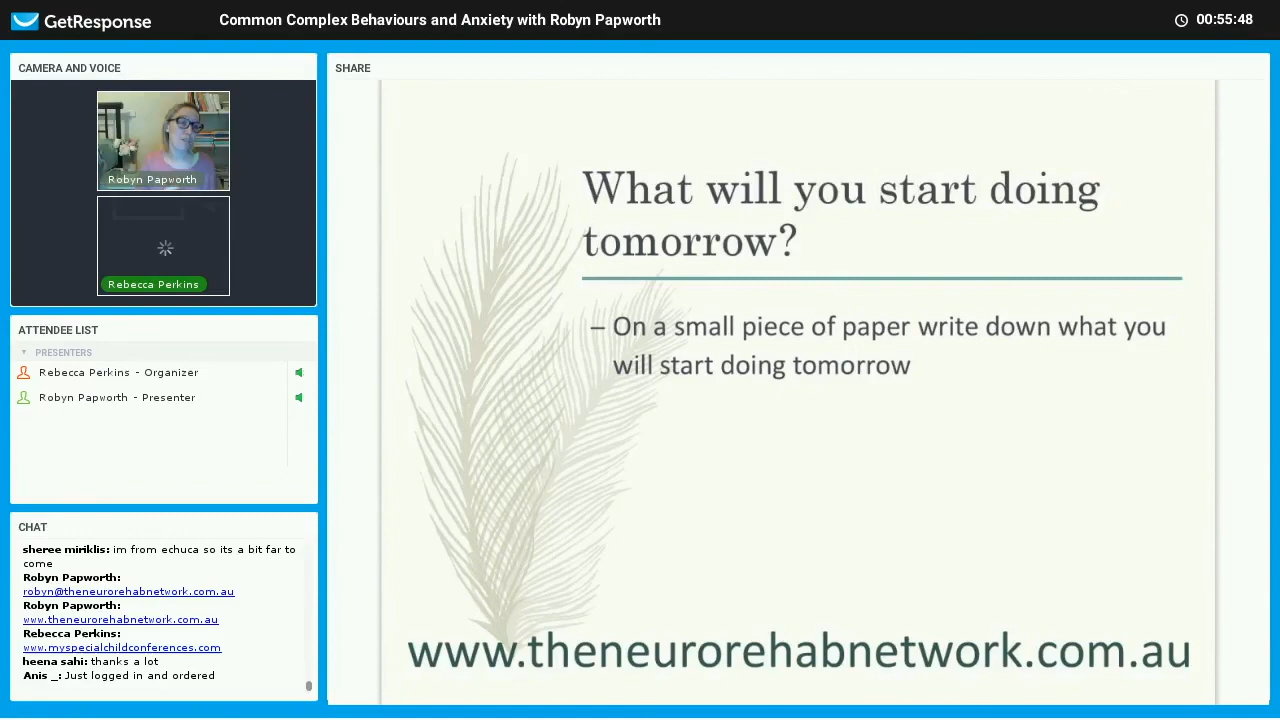 GetResponse
Common Complex Behaviours and Anxiety with Robyn Papworth
00:55:48
CAMERA AND VOICE
Robyn Papworth
Rebecca Perkins
ATTENDEE LIST
PRESENTERS
Rebecca Perkins - Organizer
Robyn Papworth - Presenter
CHAT
sheree miriklis: im from echuca so its a bit far to
come
Robyn Papworth:
robyn@theneurorehabnetwork.com.au
Robyn Papworth:
www.theneurorehabnetwork.com.au
Rebecca Perkins:
www.myspecialchildconferences.com
heena sahi: thanks a lot
Anis _: Just logged in and ordered
SHARE
What will you start doing
tomorrow?
– On a small piece of paper write down what you
will start doing tomorrow
www.theneurorehabnetwork.com.au